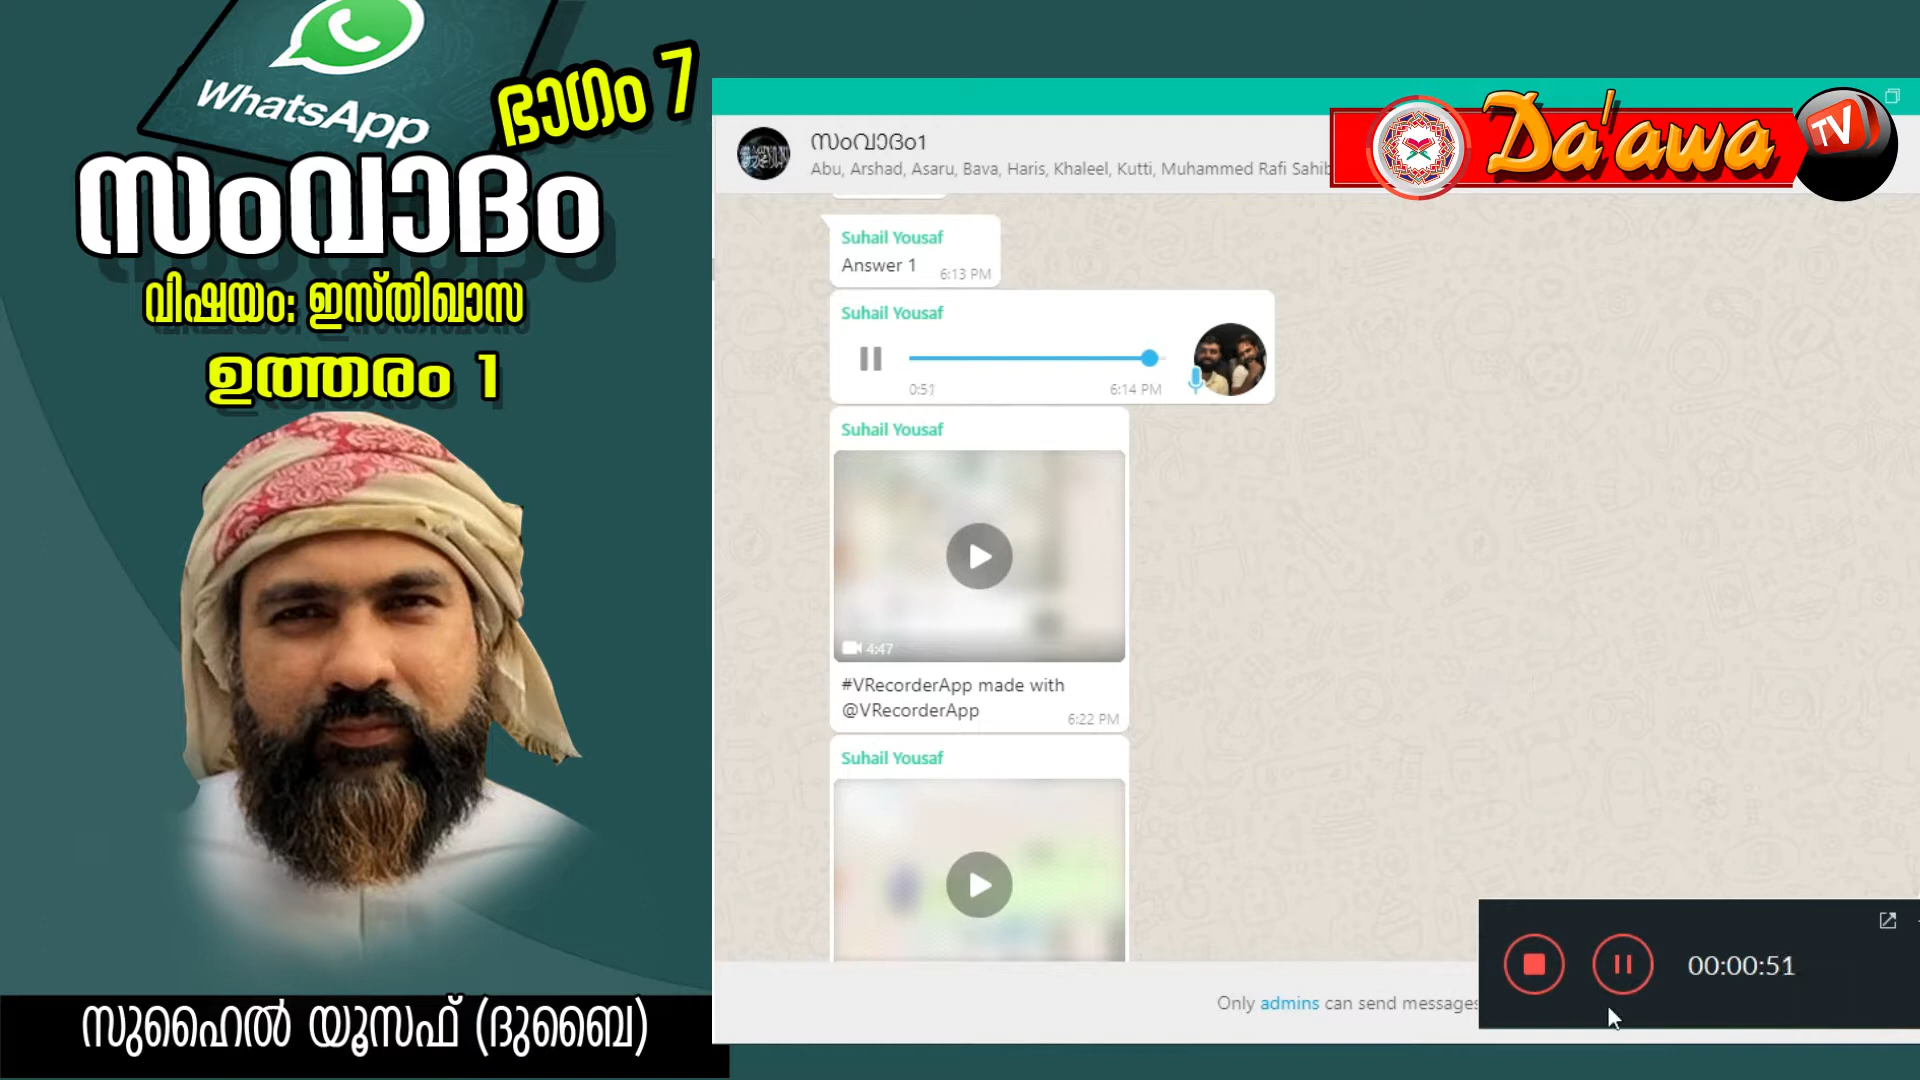 WhatsApp
ഭാഗം 7
സംവാദം
വിഷയം: ഇസ്തിഖാസ
ഉത്തരം 1
സുഹൈൽ യൂസഫ് (ദുബൈ)
Da'awa TV
സംവാദം1
Abu, Arshad, Asaru, Bava, Haris, Khaleel, Kutti, Muhammed Rafi Sahib
Suhail Yousaf
Answer 1
6:13 PM
Suhail Yousaf
0:51
6:14 PM
Suhail Yousaf
4:47
#VRecorderApp made with
@VRecorderApp
6:22 PM
Suhail Yousaf
Only admins can send messages
00:00:51